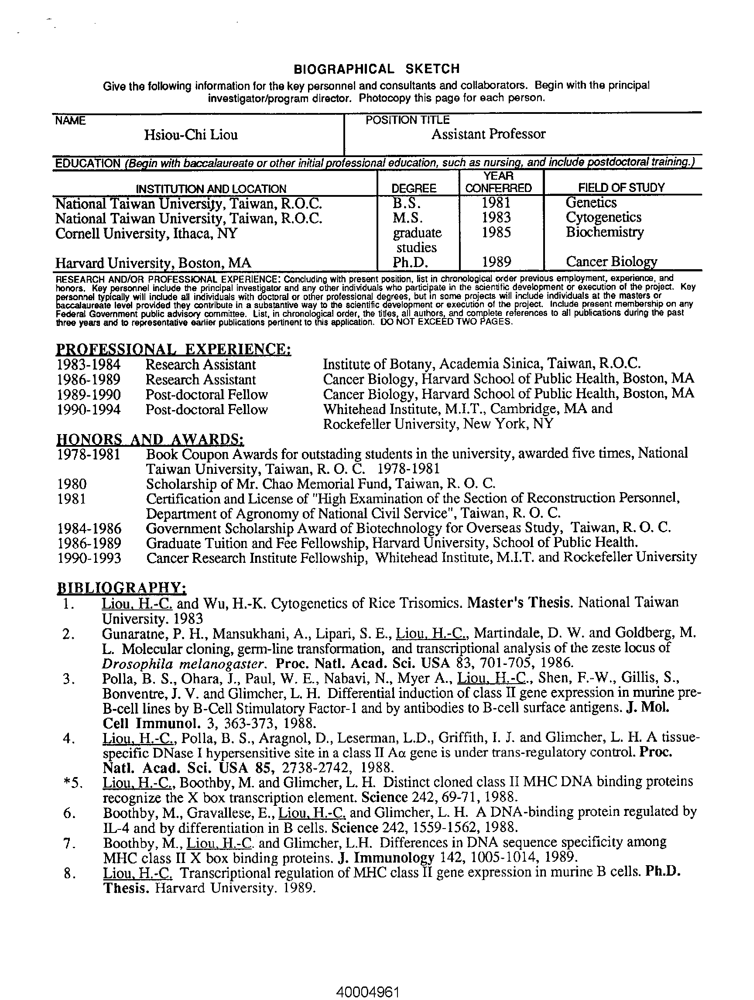 BIOGRAPHICAL SKETCH
Give the following information for the key personnel and consultants and collaborators. Begin with the principal
investigator/program director. Photocopy this page for each person.
NAME POSITION TITLE
Hsiou-Chi Liou Assistant Professor
EDUCATION (Begin with baccalaureate or other initial professional education, such as nursing, and include postdoctoral training.)
INSTITUTION AND LOCATION DEGREE YEAR CONFERRED FIELD OF STUDY
National Taiwan University, Taiwan, R.O.C. B.S. 1981 Genetics
National Taiwan University, Taiwan, R.O.C. M.S. 1983 Cytogenetics
Cornell University, Ithaca, NY graduate 1985 Biochemistry
studies
Harvard University, Boston, MA Ph.D. 1989 Cancer Biology
RESEARCH AND/OR PROFESSIONAL EXPERIENCE: Concluding with present position, list in chronological order previous employment, experience, and
honors. Key personnel include the principal investigator and any other individuals who participate in the scientific development or execution of the project. Key
personnel typically will include all individuals with doctoral or other professional degrees, but in some projects will include individuals at the masters or
baccalaureate level provided they contribute in a substantive way to the scientific development or execution of the project. Include present membership on any
Federal Government public advisory committee. List, in chronological order, the titles, all authors, and complete references to all publications during the past
three years and to representative earlier publications pertinent to this application. DO NOT EXCEED TWO PAGES.
PROFESSIONAL EXPERIENCE:
1983-1984 Research Assistant Institute of Botany, Academia Sinica, Taiwan, R.O.C.
1986-1989 Research Assistant Cancer Biology, Harvard School of Public Health, Boston, MA
1989-1990 Post-doctoral Fellow Cancer Biology, Harvard School of Public Health, Boston, MA
1990-1994 Post-doctoral Fellow Whitehead Institute, M.I.T., Cambridge, MA and
Rockefeller University, New York, NY
HONORS AND AWARDS:
1978-1981 Book Coupon Awards for outstading students in the university, awarded five times, National
Taiwan University, Taiwan, R. O. C. 1978-1981
1980 Scholarship of Mr. Chao Memorial Fund, Taiwan, R. O. C.
1981 Certification and License of "High Examination of the Section of Reconstruction Personnel,
Department of Agronomy of National Civil Service", Taiwan, R. O. C.
1984-1986 Government Scholarship Award of Biotechnology for Overseas Study, Taiwan, R. O. C.
1986-1989 Graduate Tuition and Fee Fellowship, Harvard University, School of Public Health.
1990-1993 Cancer Research Institute Fellowship, Whitehead Institute, M.I.T. and Rockefeller University
BIBLIOGRAPHY:
1. Liou, H.-C. and Wu, H.-K. Cytogenetics of Rice Trisomics. Master's Thesis. National Taiwan
University. 1983
2. Gunaratne, P. H., Mansukhani, A., Lipari, S. E., Liou, H.-C., Martindale, D. W. and Goldberg, M.
L. Molecular cloning, germ-line transformation, and transcriptional analysis of the zeste locus of
Drosophila melanogaster. Proc. Natl. Acad. Sci. USA 83, 701-705, 1986.
3. Polla, B. S., Ohara, J., Paul, W. E., Nabavi, N., Myer A., Liou, H.-C., Shen, F.-W., Gillis, S.,
Bonventre, J. V. and Glimcher, L. H. Differential induction of class II gene expression in murine pre-
B-cell lines by B-Cell Stimulatory Factor-1 and by antibodies to B-cell surface antigens. J. Mol.
Cell Immunol. 3, 363-373, 1988.
4. Liou, H.-C., Polla, B. S., Aragnol, D., Leserman, L.D., Griffith, I. J. and Glimcher, L. H. A tissue-
specific DNase I hypersensitive site in a class II Aα gene is under trans-regulatory control. Proc.
Natl. Acad. Sci. USA 85, 2738-2742, 1988.
*5. Liou, H.-C., Boothby, M. and Glimcher, L. H. Distinct cloned class II MHC DNA binding proteins
recognize the X box transcription element. Science 242, 69-71, 1988.
6. Boothby, M., Gravallese, E., Liou, H.-C. and Glimcher, L. H. A DNA-binding protein regulated by
IL-4 and by differentiation in B cells. Science 242, 1559-1562, 1988.
7. Boothby, M., Liou, H.-C. and Glimcher, L.H. Differences in DNA sequence specificity among
MHC class II X box binding proteins. J. Immunology 142, 1005-1014, 1989.
8. Liou, H.-C. Transcriptional regulation of MHC class II gene expression in murine B cells. Ph.D.
Thesis. Harvard University. 1989.
40004961